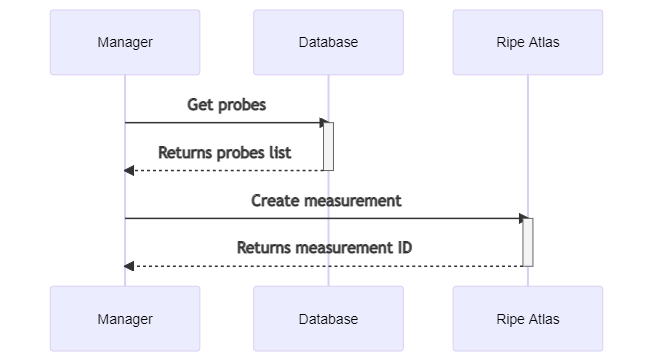 Manager
Database
Ripe Atlas
Get probes
Returns probes list
Create measurement
Returns measurement ID
Manager
Database
Ripe Atlas